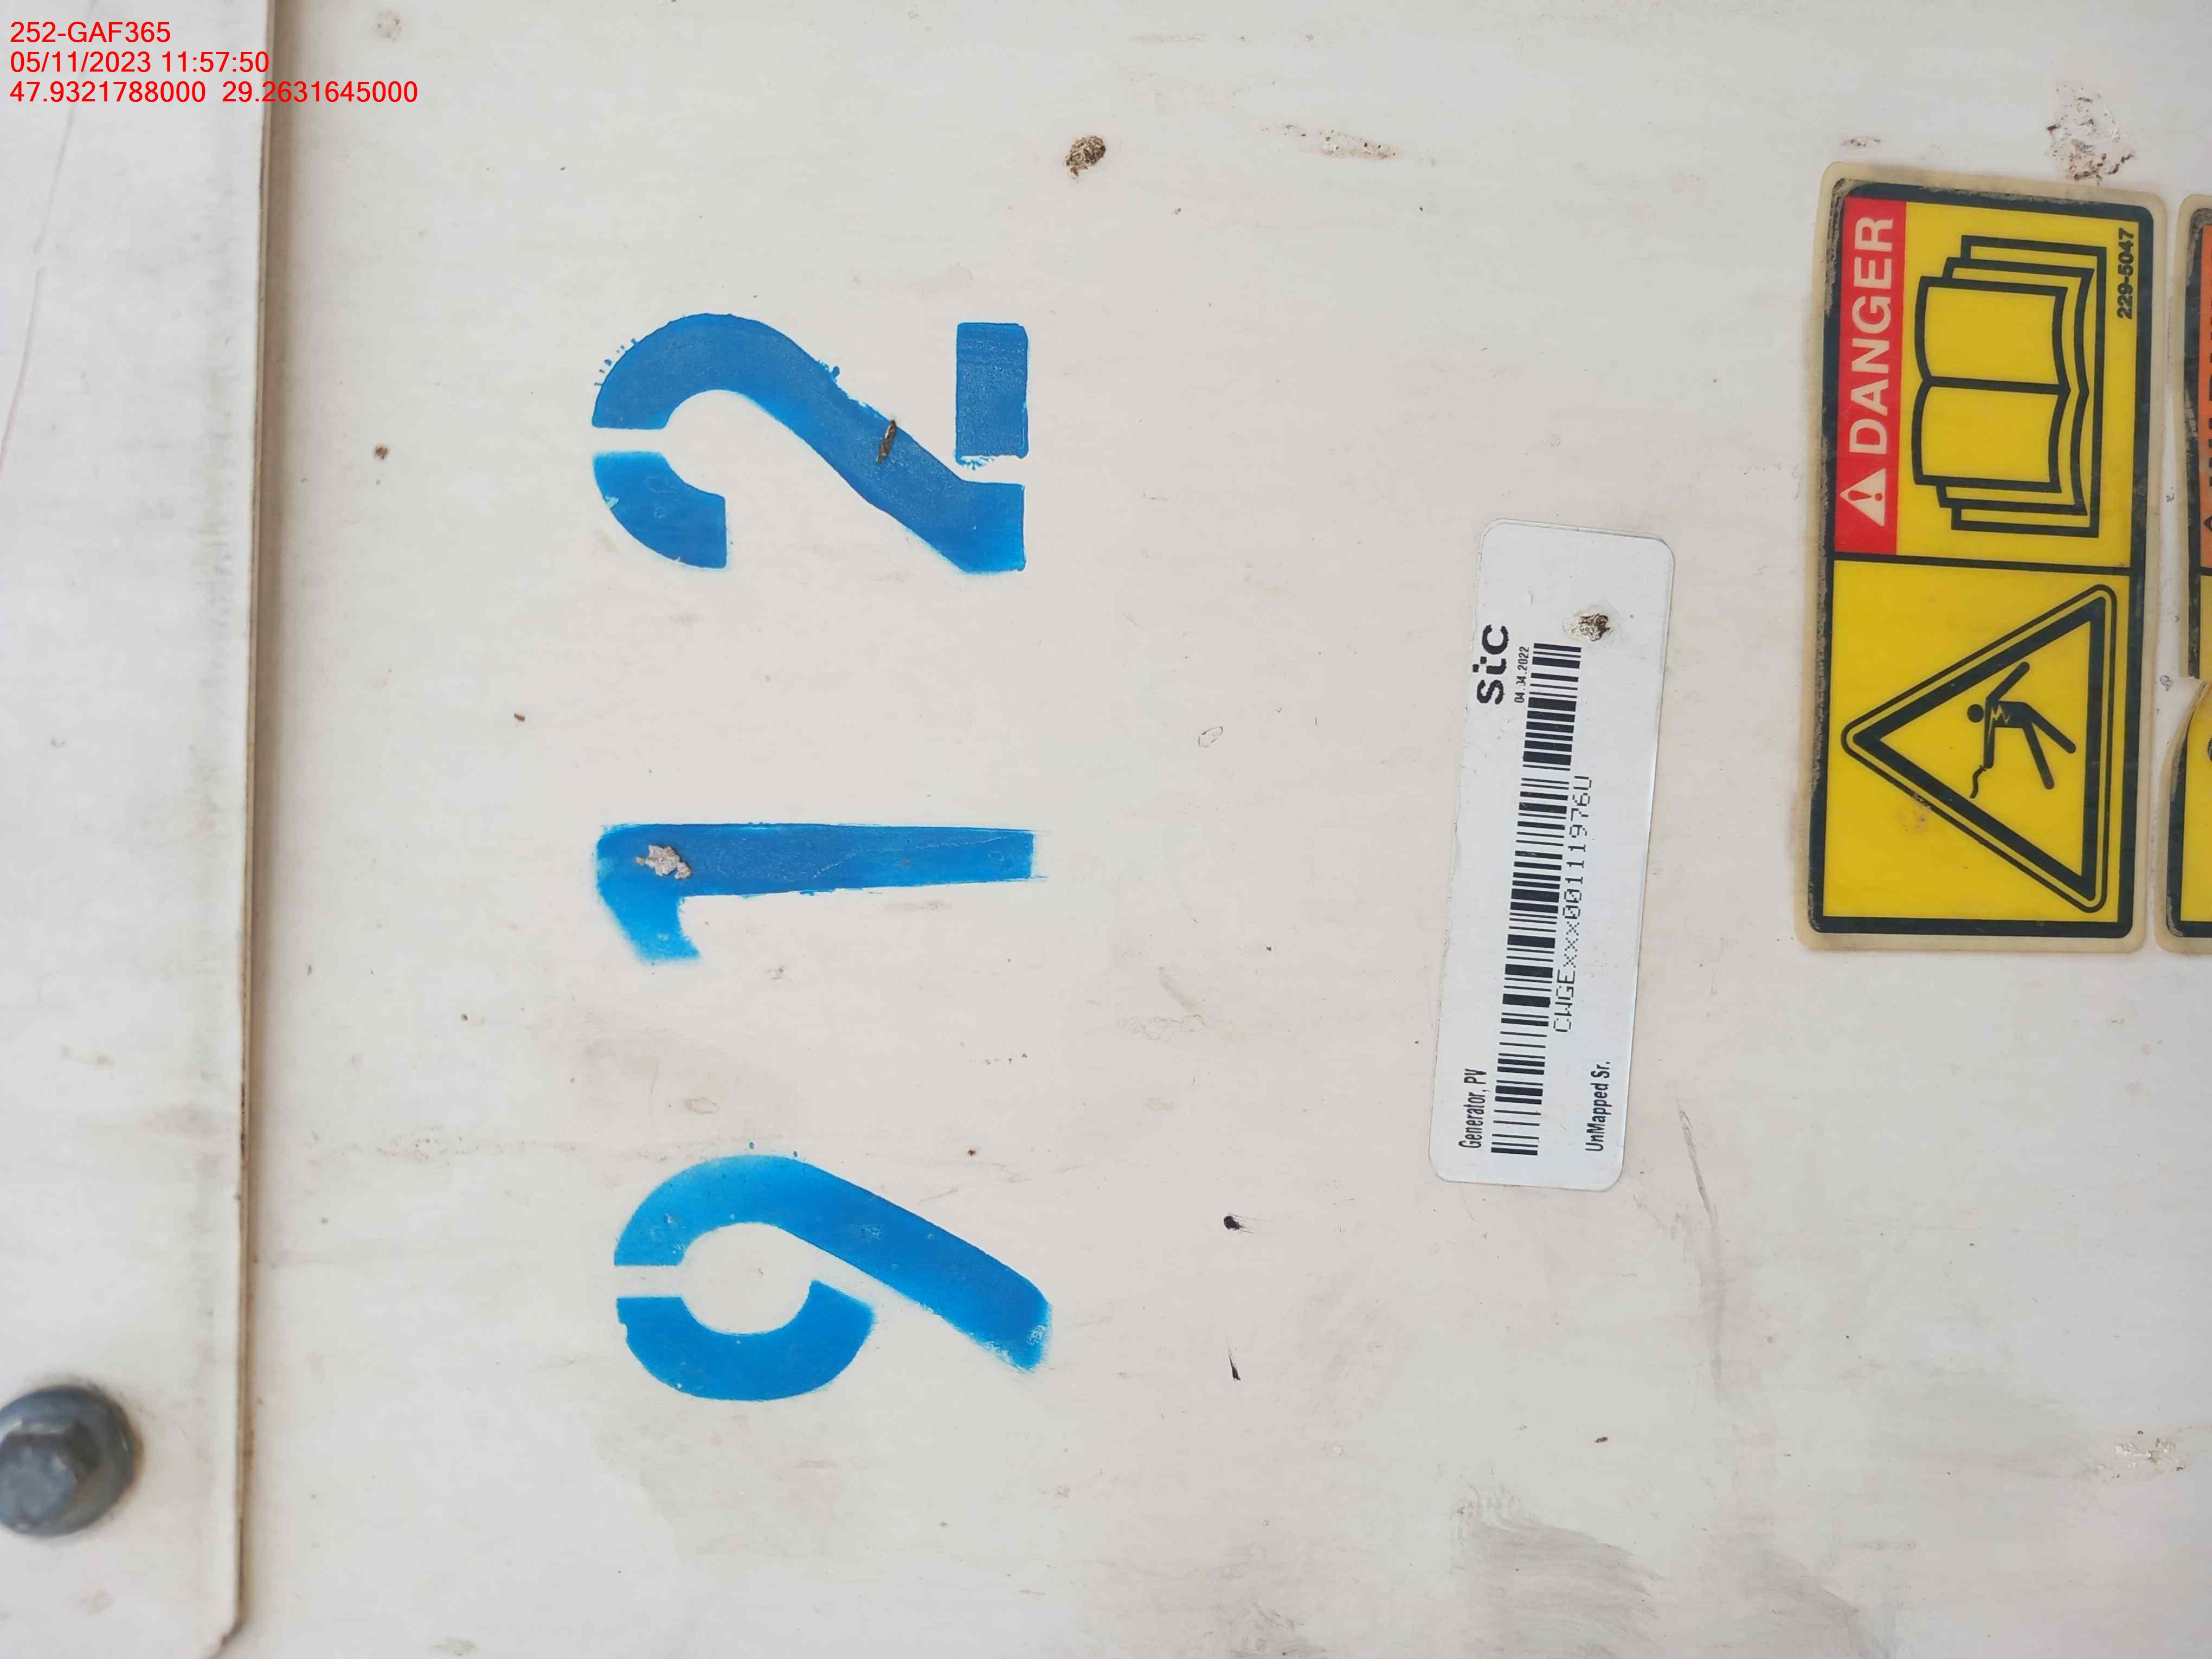 252-GAF365
05/11/2023 11:57:50
47.9321788000 29.2631645000
912
stc
04.04.2022
Generator, PV
CWGExxxx00111976U
UnMapped Sr.
DANGER
229-5047